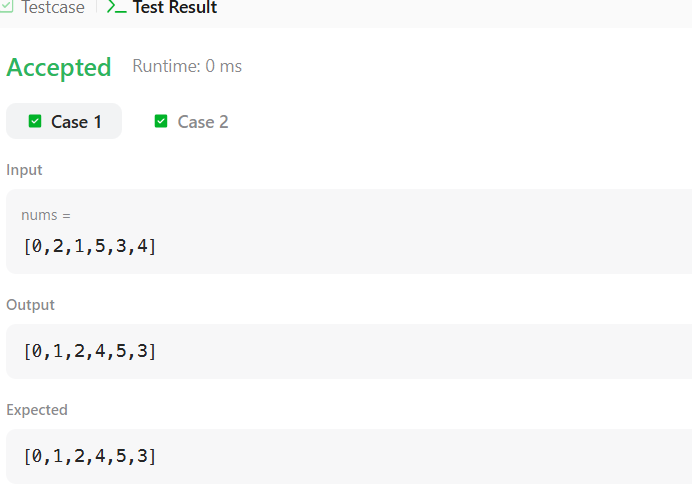 Testcase
Test Result
Accepted Runtime: 0 ms
Case 1 Case 2
Input
nums =
[0,2,1,5,3,4]
Output
[0,1,2,4,5,3]
Expected
[0,1,2,4,5,3]